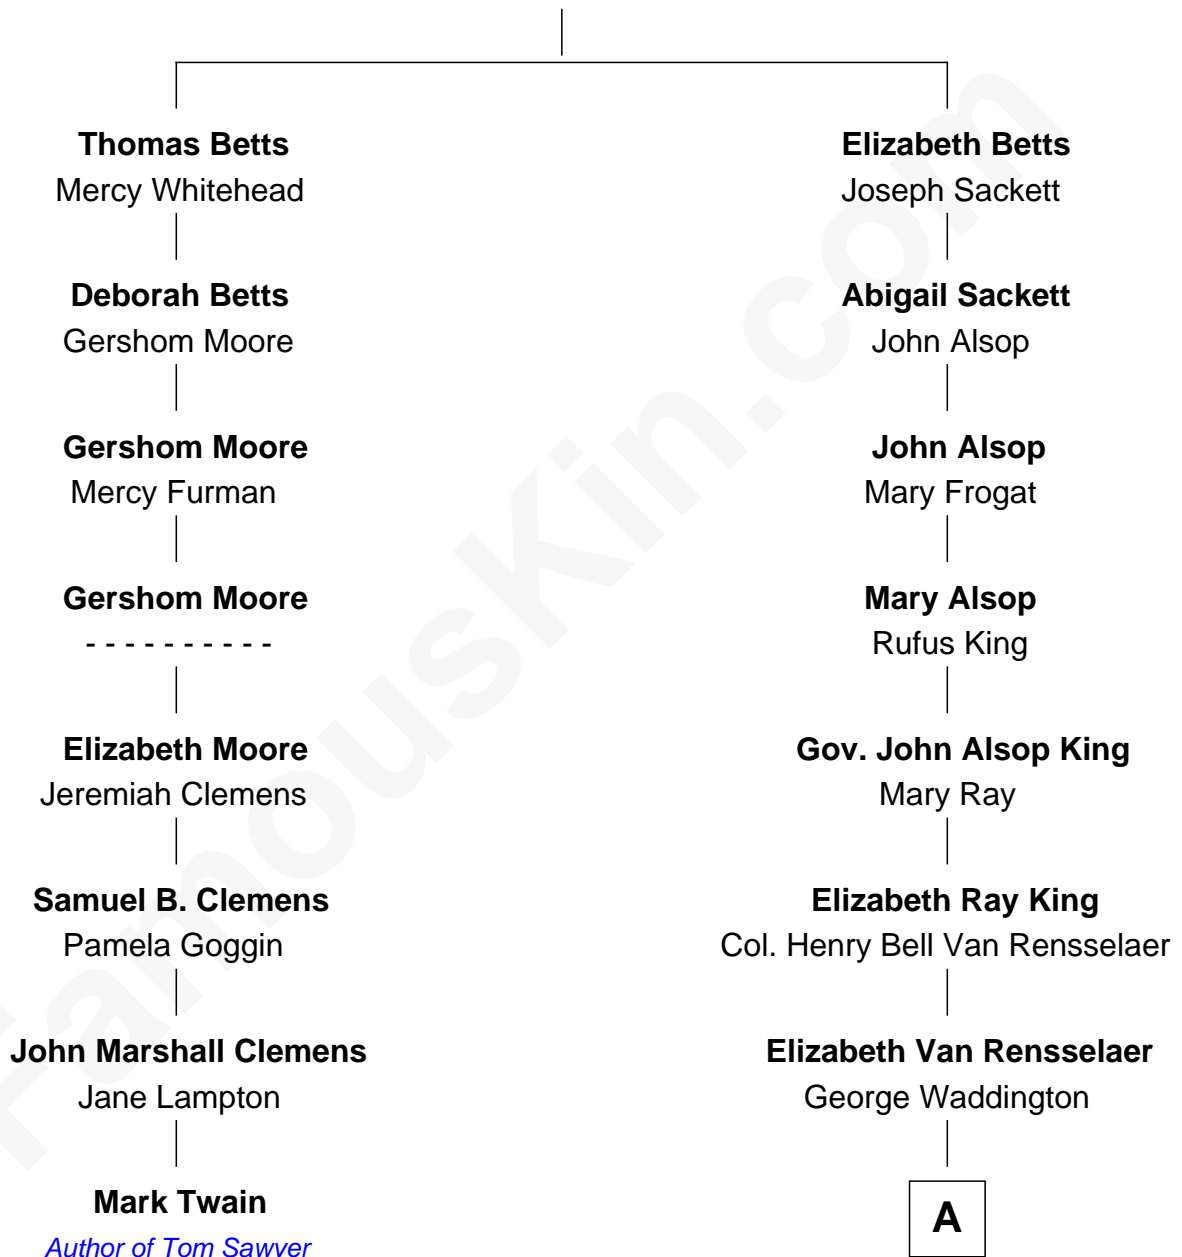 Thomas Betts
Mercy Whitehead
Deborah Betts
Gershom Moore
Gershom Moore
Mercy Furman
Gershom Moore
- - - - - - - - - -
Elizabeth Moore
Jeremiah Clemens
Samuel B. Clemens
Pamela Goggin
John Marshall Clemens
Jane Lampton
Mark Twain
Author of Tom Sawyer
Elizabeth Betts
Joseph Sackett
Abigail Sackett
John Alsop
John Alsop
Mary Frogat
Mary Alsop
Rufus King
Gov. John Alsop King
Mary Ray
Elizabeth Ray King
Col. Henry Bell Van Rensselaer
Elizabeth Van Rensselaer
George Waddington
A
FamousKin.com